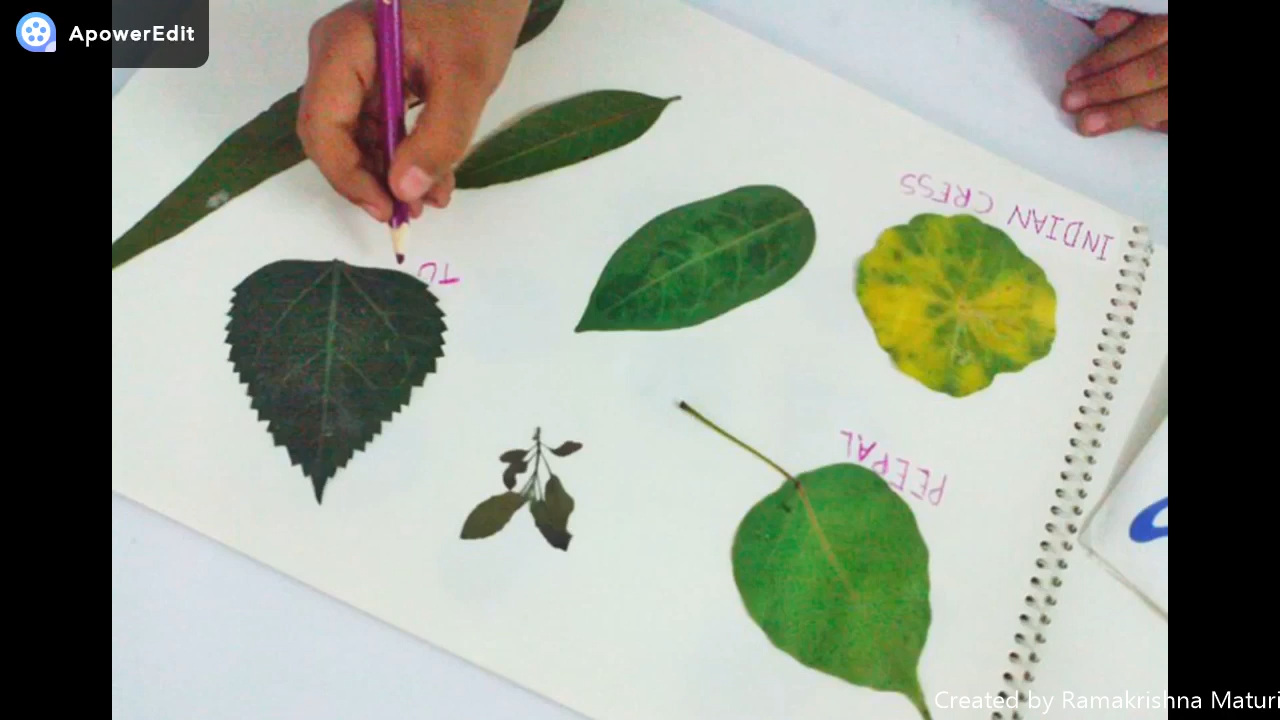 ApowerEdit
INDIAN CRESS
TU
PEEPAL
Created by Ramakrishna Maturi